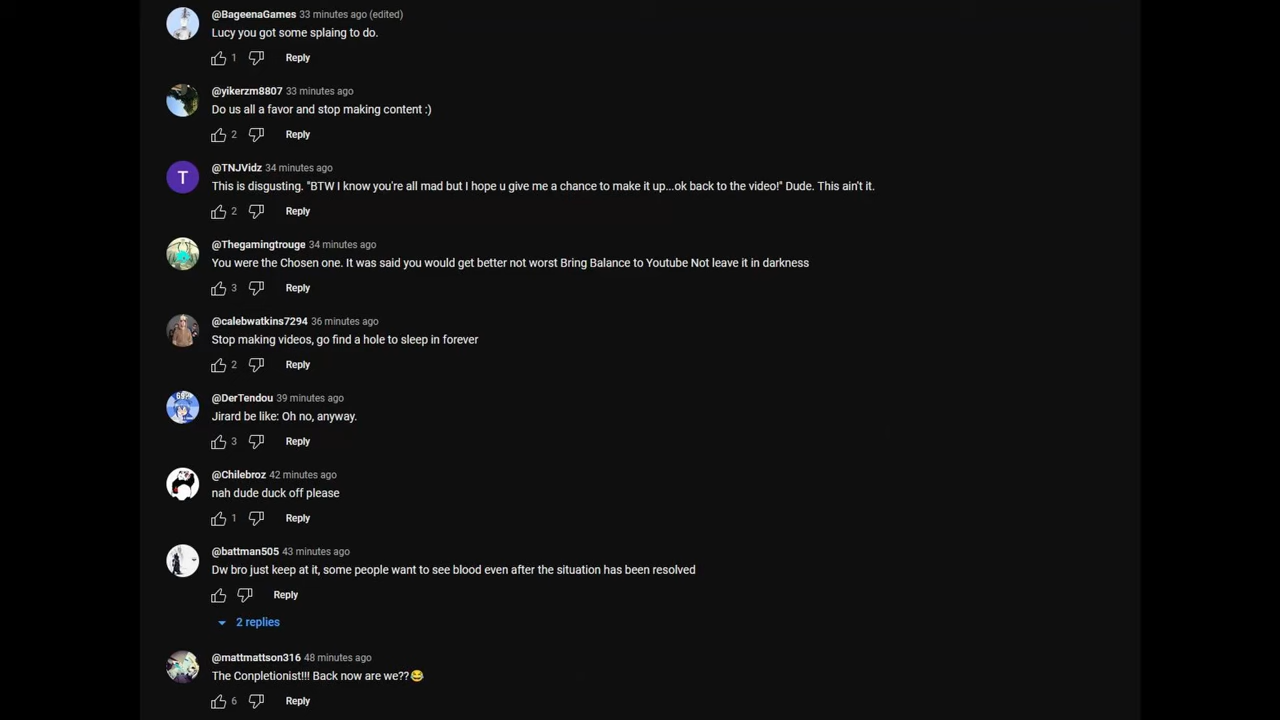 @BageenaGames 33 minutes ago (edited)
Lucy you got some splaing to do.
1 Reply
@yikerzm8807 33 minutes ago
Do us all a favor and stop making content :)
2 Reply
T
@TNJVidz 34 minutes ago
This is disgusting. "BTW I know you're all mad but I hope u give me a chance to make it up...ok back to the video!" Dude. This ain't it.
2 Reply
@Thegamingtrouge 34 minutes ago
You were the Chosen one. It was said you would get better not worst Bring Balance to Youtube Not leave it in darkness
3 Reply
@calebwatkins7294 36 minutes ago
Stop making videos, go find a hole to sleep in forever
2 Reply
@DerTendou 39 minutes ago
Jirard be like: Oh no, anyway.
3 Reply
@Chilebroz 42 minutes ago
nah dude duck off please
1 Reply
@battman505 43 minutes ago
Dw bro just keep at it, some people want to see blood even after the situation has been resolved
Reply
2 replies
@mattmattson316 48 minutes ago
The Conpletionist!!! Back now are we??😂
6 Reply